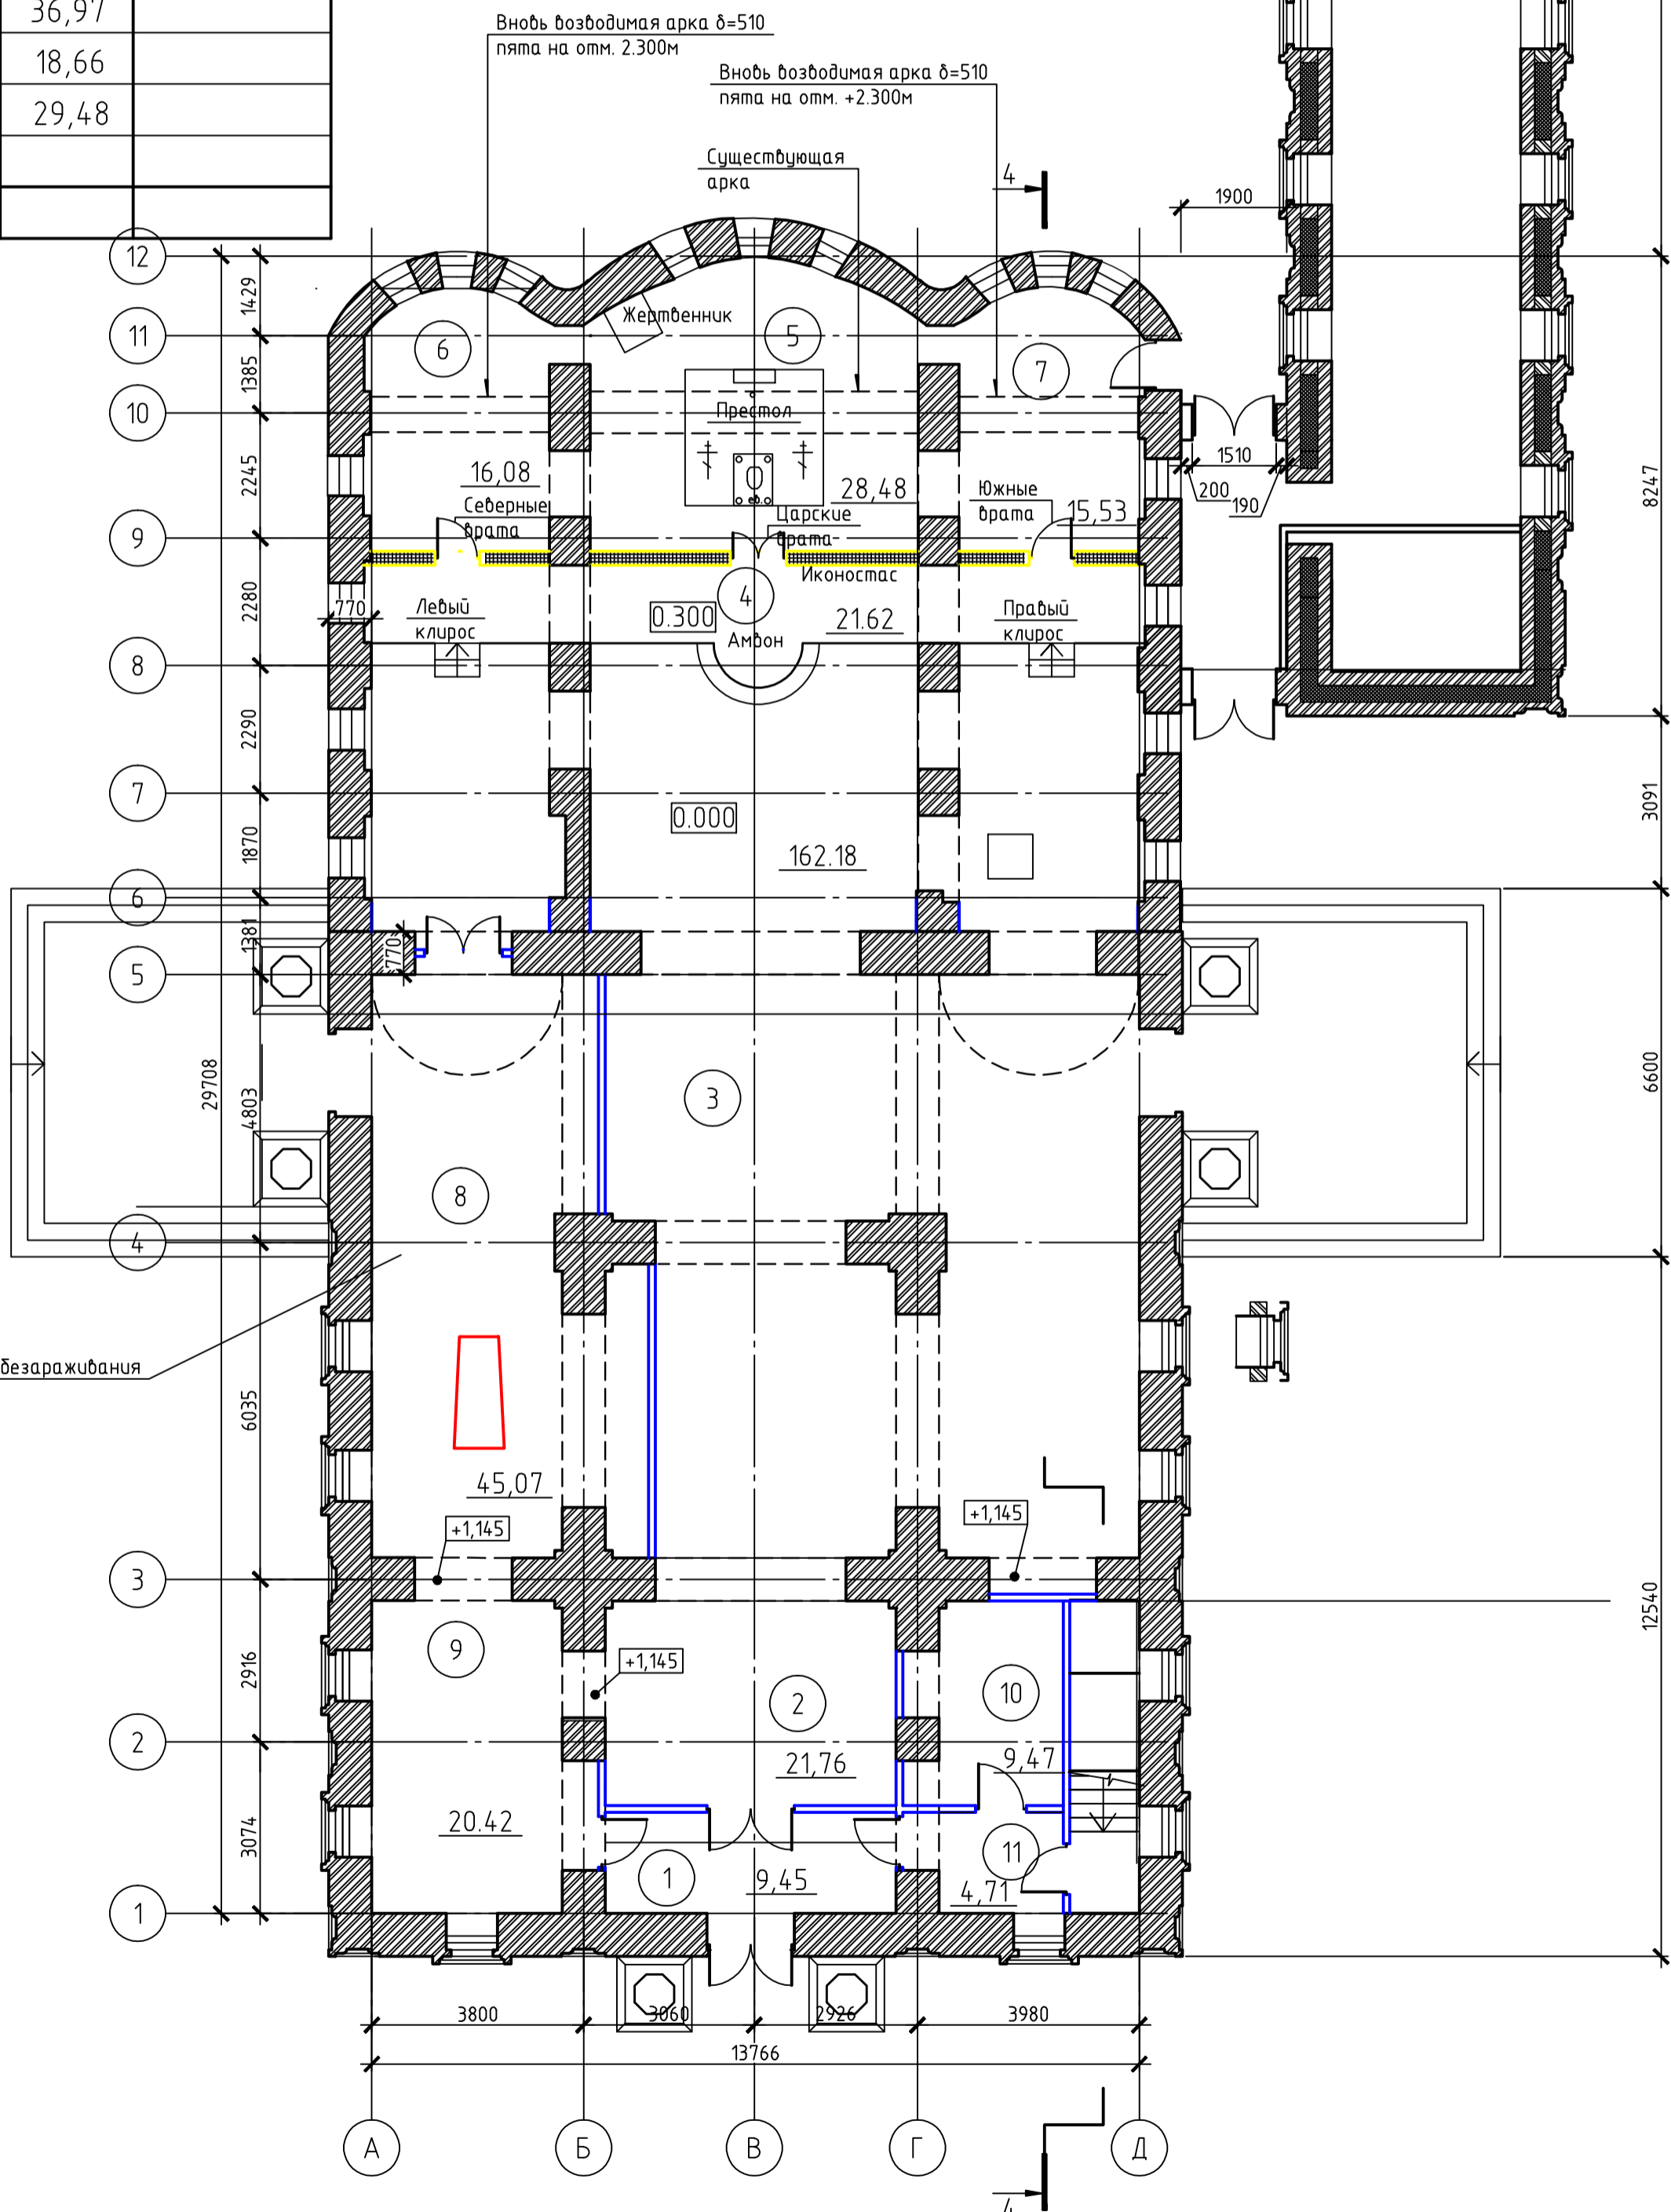 36,97
18,66
29,48
Вновь возводимая арка δ=510
пята на отм. 2.300м
Вновь возводимая арка δ=510
пята на отм. +2.300м
Существующая
арка
4
1900
12
11
10
9
8
7
6
5
4
3
2
1
1429
1385
2245
2280
2290
1870
1381
4803
6035
2916
3074
29708
Жертвенник
5
6
7
Престол
16,08
28,48
15,53
Северные
врата
Царские
врата
Южные
врата
Иконостас
1510
200
190
8247
770
Левый
клирос
0.300
4
21.62
Амвон
Правый
клирос
0.000
162.18
3091
770
3
6600
8
безараживания
45,07
+1,145
+1,145
9
+1,145
2
10
21,76
9,47
20.42
1
9,45
11
4,71
12540
3800
3060
2926
3980
13766
А
Б
В
Г
Д
4